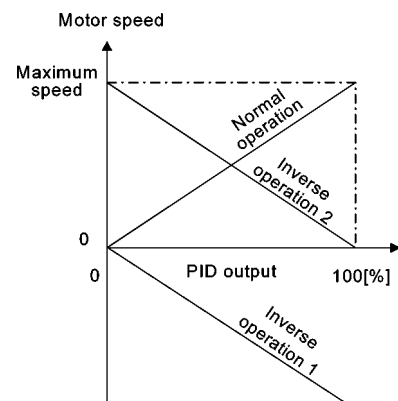 Motor speed
Maximum
speed
Normal
operation
Inverse
operation 2
0
0
PID output
100[%]
Inverse
operation 1